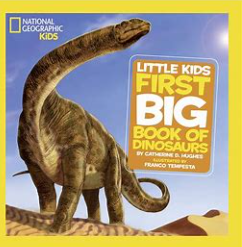 NATIONAL
GEOGRAPHIC
KIDS
LITTLE KIDS
FIRST
BIG
BOOK OF
DINOSAURS
BY CATHERINE D. HUGHES
ILLUSTRATED BY
FRANCO TEMPESTA